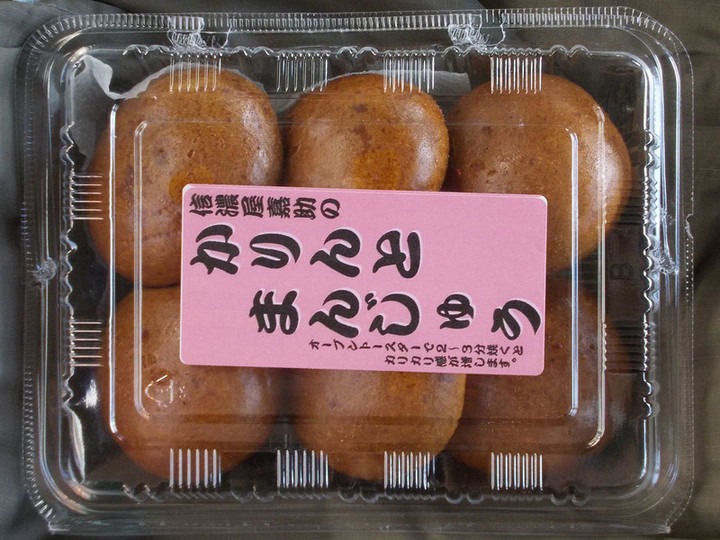 信濃屋嘉助の
かりんと
まんじゅう
オーブントースターで2～3分焼くと
カリカリ感が増します。